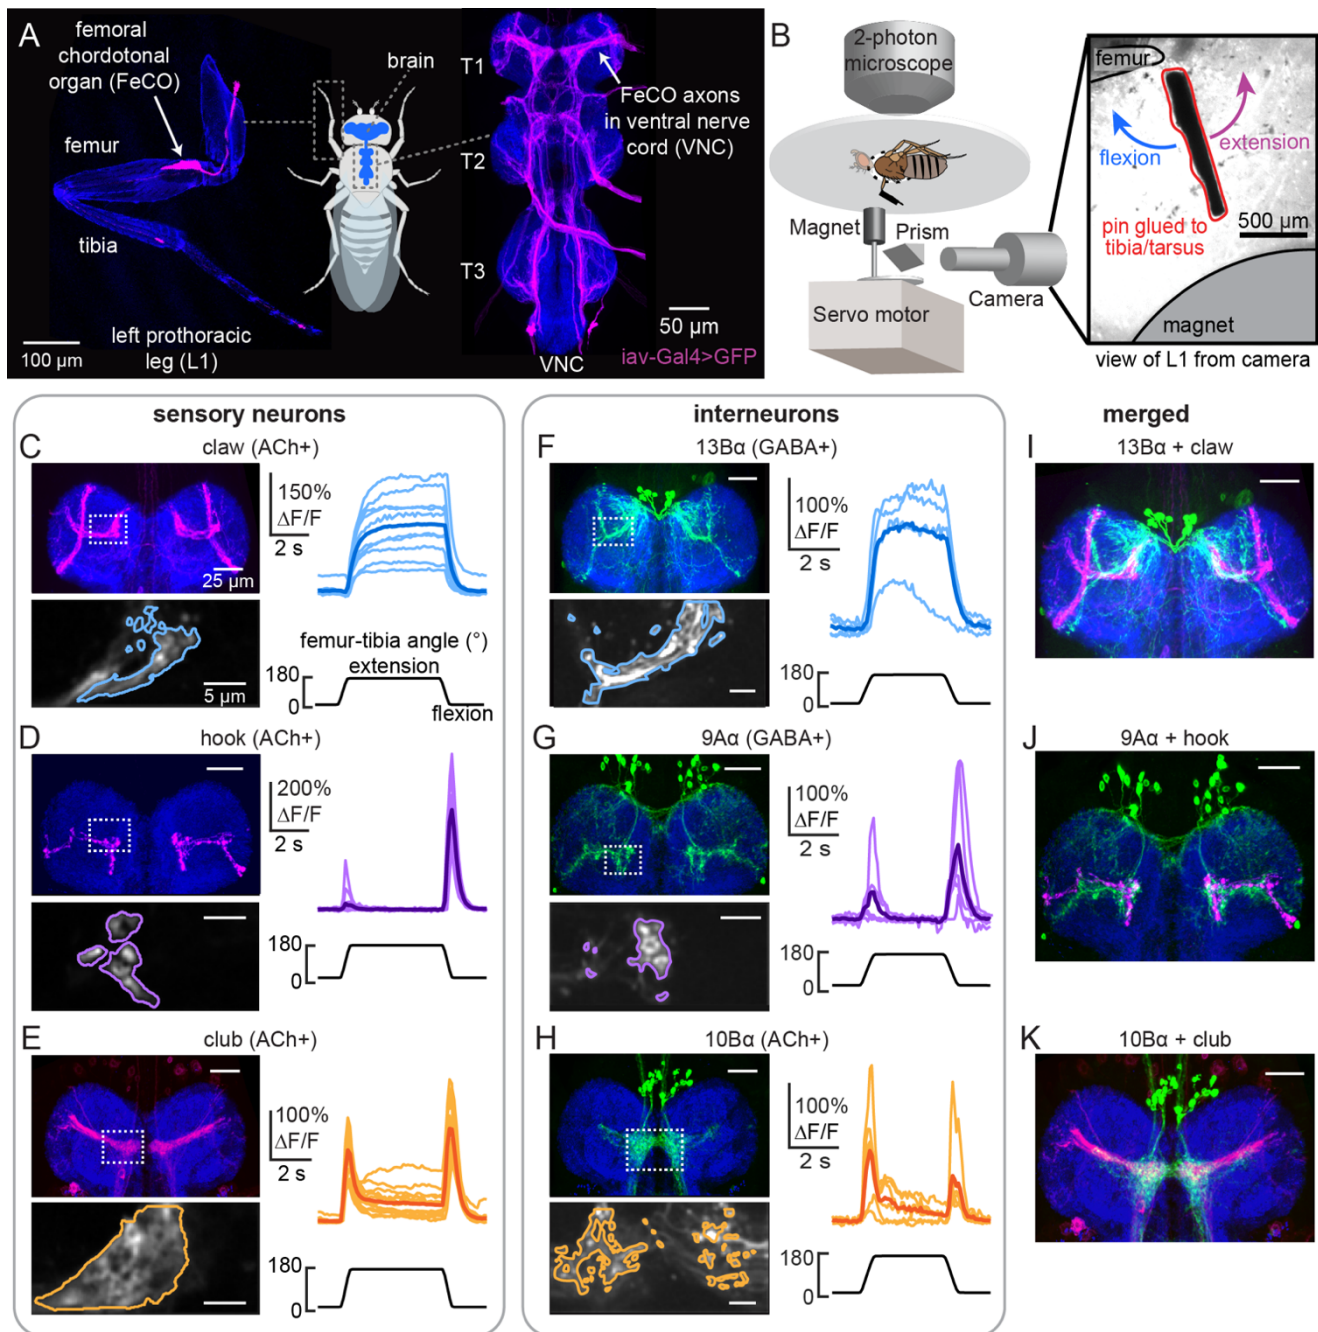 A
femoral
chordotonal
organ (FeCO)
femur
tibia
100 µm
left prothoracic
leg (L1)
brain
T1
T2
T3
FeCO axons
in ventral nerve
cord (VNC)
50 µm
VNC
iav-Gal4>GFP
B
2-photon
microscope
Magnet
Prism
Servo motor
Camera
femur
flexion
extension
pin glued to
tibia/tarsus
500 µm
magnet
view of L1 from camera
sensory neurons
C
claw (ACh+)
25 µm
150%
ΔF/F
2 s
5 µm
femur-tibia angle (°)
extension
180
0
flexion
D
hook (ACh+)
200%
ΔF/F
2 s
180
0
E
club (ACh+)
100%
ΔF/F
2 s
180
0
interneurons
F
13Bα (GABA+)
100%
ΔF/F
2 s
180
0
G
9Aα (GABA+)
100%
ΔF/F
2 s
180
0
H
10Bα (ACh+)
100%
ΔF/F
2 s
180
0
merged
I
13Bα + claw
J
9Aα + hook
K
10Bα + club